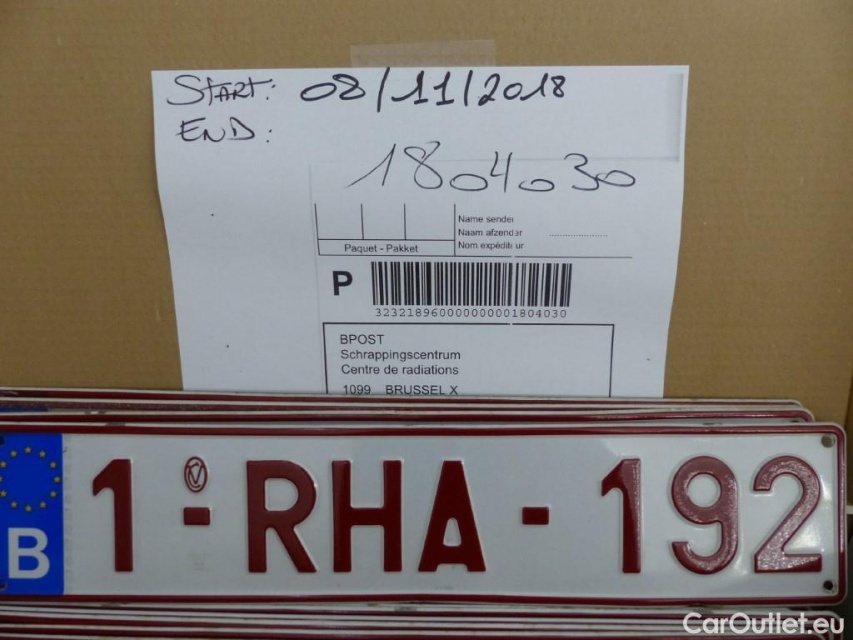 START: 08/11/2018
END:
1804030
Name sender
Naam afzender
Paquet - Pakket Nom expéditeur
P
323218960000000001804030
BPOST
Schrappingscentrum
Centre de radiations
1099 BRUSSEL X
B 1-RHA-192
CarOutlet.eu